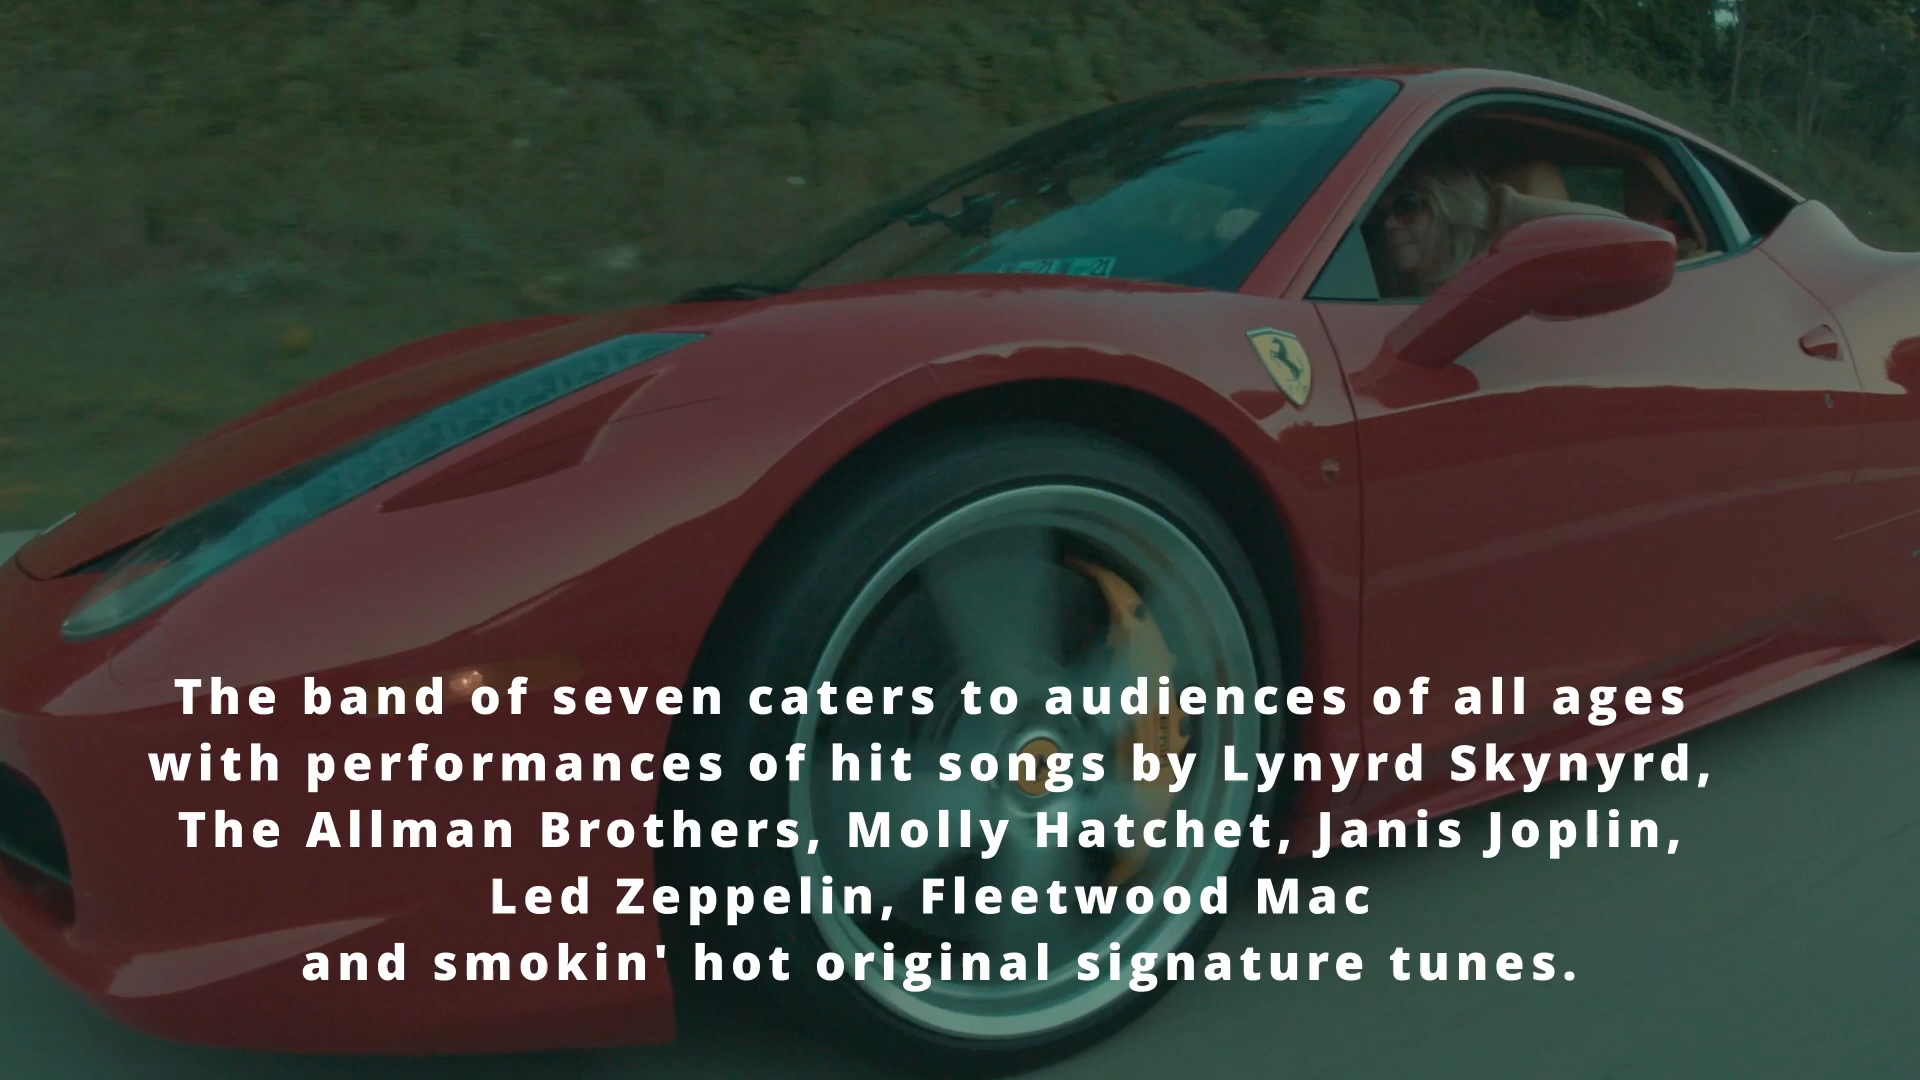 The band of seven caters to audiences of all ages
with performances of hit songs by Lynyrd Skynyrd,
The Allman Brothers, Molly Hatchet, Janis Joplin,
Led Zeppelin, Fleetwood Mac
and smokin' hot original signature tunes.